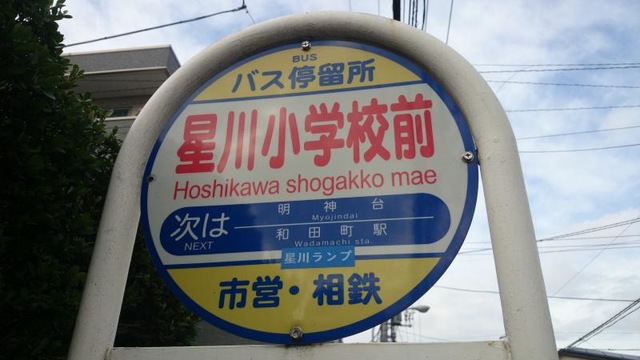 BUS
バス停留所
星川小学校前
Hoshikawa shogakko mae
次は
NEXT
明神台
Myojindai
和田町駅
Wadamachi sta.
星川ランプ
市営・相鉄